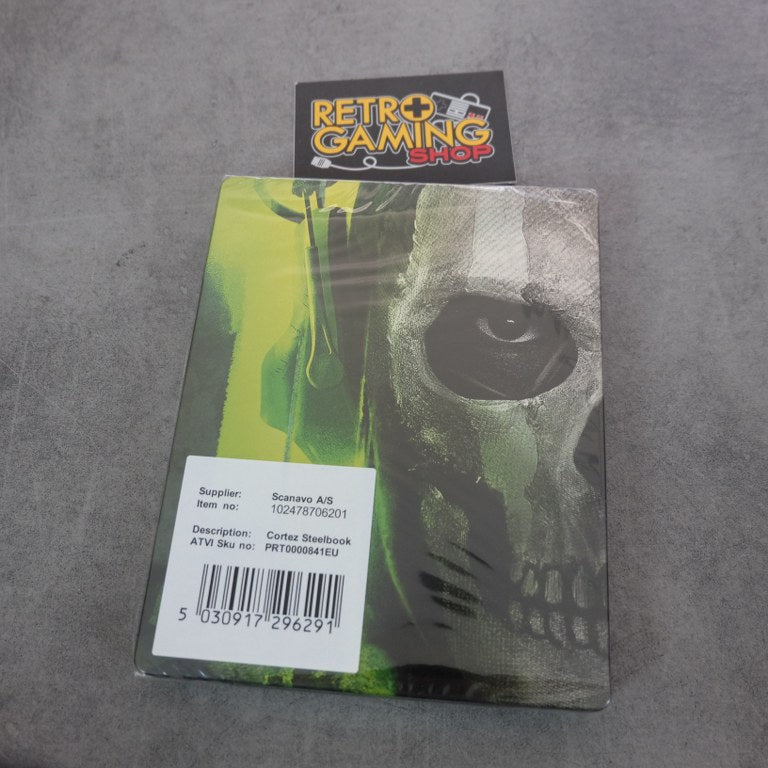 RETRO
GAMING
SHOP
Supplier: Scanavo A/S
Item no: 102478706201
Description: Cortez Steelbook
ATVI Sku no: PRT0000841EU
5 030917 296291